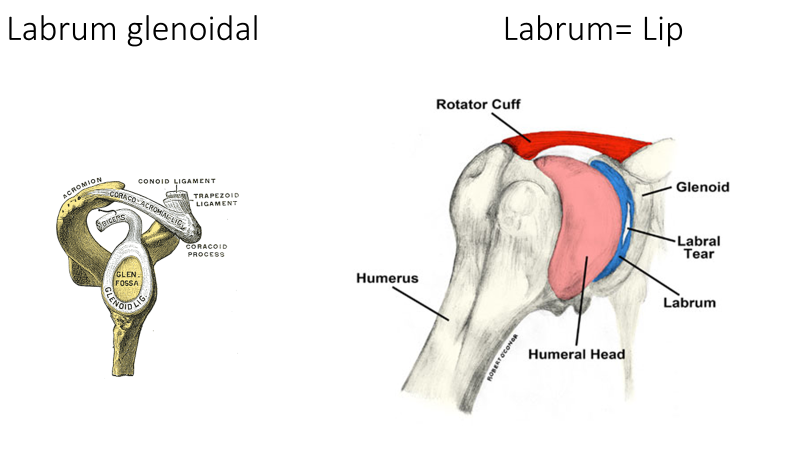 Labrum glenoidal
Labrum= Lip
ACROMION
CONOID LIGAMENT
TRAPEZOID
LIGAMENT
CORACO-ACROMIAL LIG.
BICEPS
CORACOID
PROCESS
GLEN.
FOSSA
GLENOID LIG.
Rotator Cuff
Glenoid
Labral
Tear
Humerus
Labrum
Humeral Head